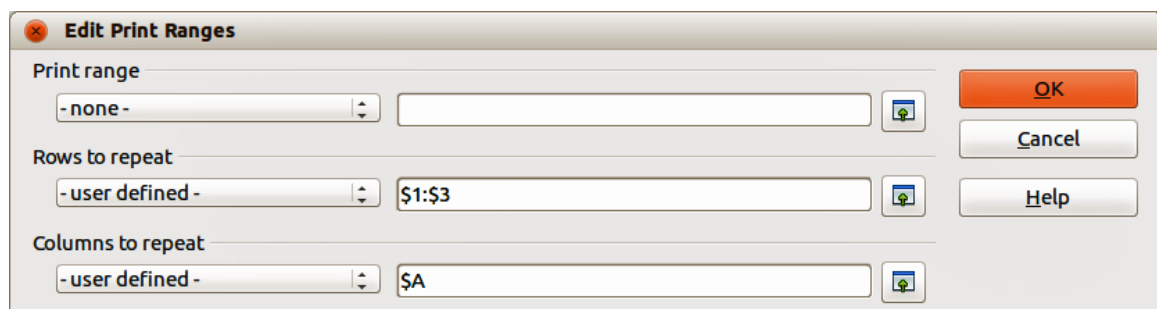 Edit Print Ranges
Print range
- none -
OK
Cancel
Rows to repeat
- user defined -
$1:$3
Help
Columns to repeat
- user defined -
$A